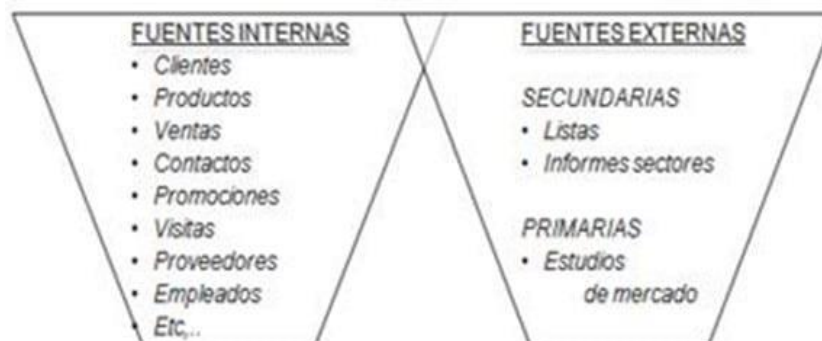 FUENTES INTERNAS
• Clientes
• Productos
• Ventas
• Contactos
• Promociones
• Visitas
• Proveedores
• Empleados
• Etc,..
FUENTES EXTERNAS
SECUNDARIAS
• Listas
• Informes sectores
PRIMARIAS
• Estudios
de mercado